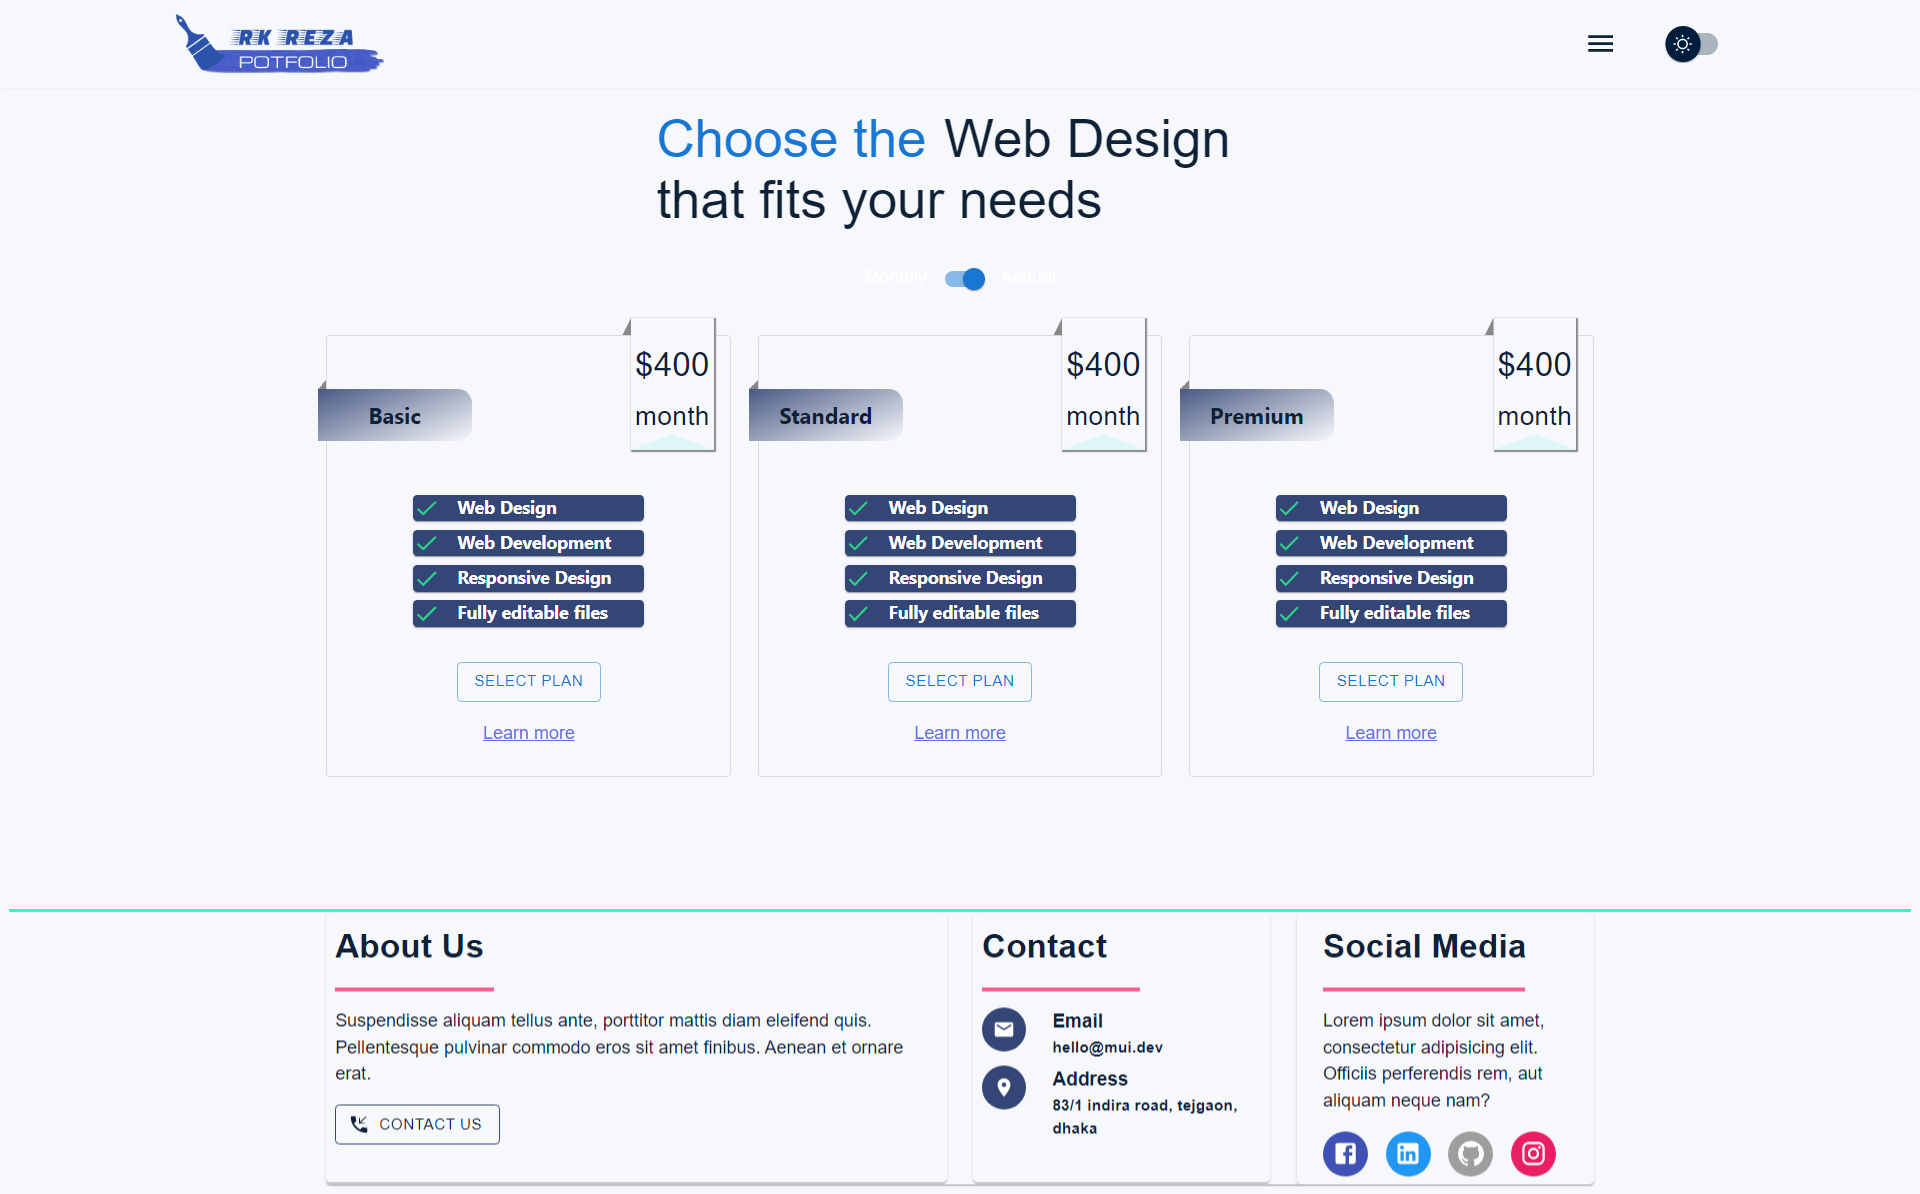 RK REZA
POTFOLIO
Choose the Web Design
that fits your needs
Monthly Annual
$400
month
Basic
$400
month
Standard
$400
month
Premium
Web Design
Web Development
Responsive Design
Fully editable files
SELECT PLAN
Learn more
Web Design
Web Development
Responsive Design
Fully editable files
SELECT PLAN
Learn more
Web Design
Web Development
Responsive Design
Fully editable files
SELECT PLAN
Learn more
About Us
Suspendisse aliquam tellus ante, porttitor mattis diam eleifend quis.
Pellentesque pulvinar commodo eros sit amet finibus. Aenean et ornare
erat.
CONTACT US
Contact
Email
hello@mui.dev
Address
83/1 indira road, tejgaon,
dhaka
Social Media
Lorem ipsum dolor sit amet,
consectetur adipisicing elit.
Officiis perferendis rem, aut
aliquam neque nam?